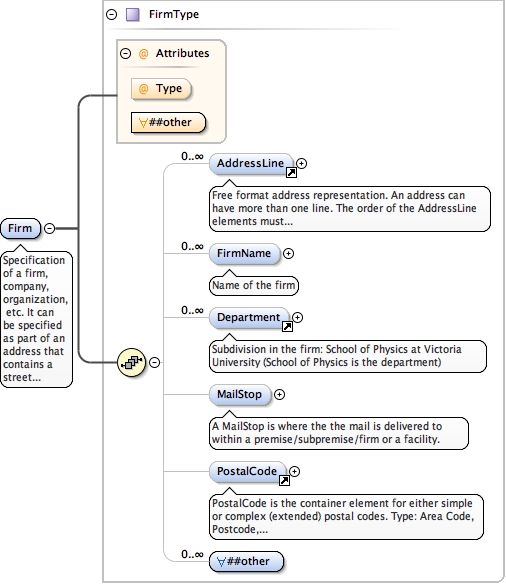 FirmType
@ Attributes
@ Type
∀##other
Firm
Specification
of a firm,
company,
organization,
etc. It can
be specified
as part of an
address that
contains a
street...
0..∞
AddressLine
Free format address representation. An address can
have more than one line. The order of the AddressLine
elements must...
0..∞
FirmName
Name of the firm
0..∞
Department
Subdivision in the firm: School of Physics at Victoria
University (School of Physics is the department)
MailStop
A MailStop is where the the mail is delivered to
within a premise/subpremise/firm or a facility.
PostalCode
PostalCode is the container element for either simple
or complex (extended) postal codes. Type: Area Code,
Postcode,...
0..∞
∀##other